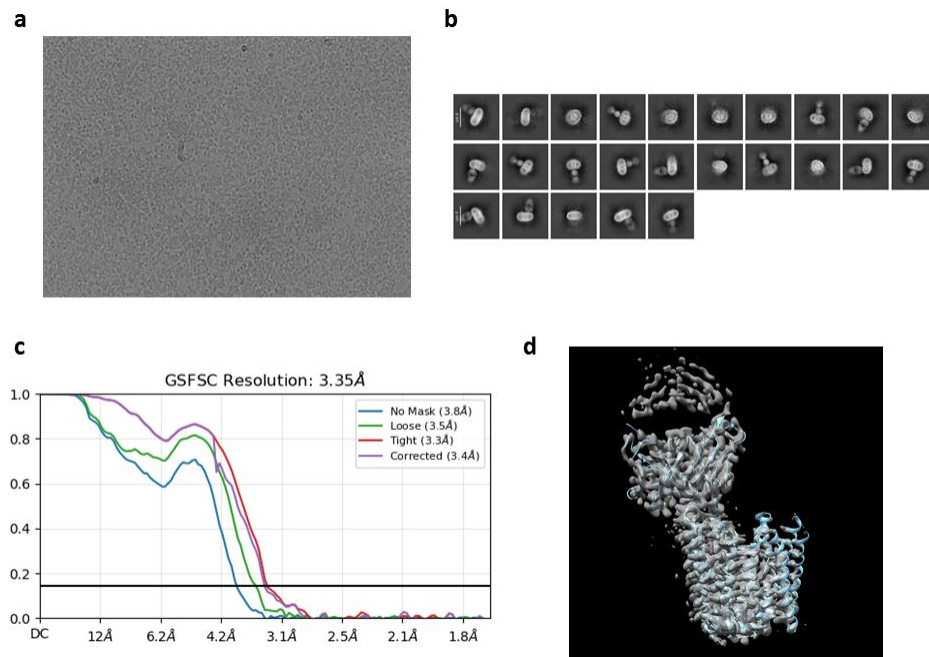 a
b
c
d
GSFSC Resolution: 3.35Å
No Mask (3.8Å)
Loose (3.5Å)
Tight (3.3Å)
Corrected (3.4Å)
1.0
0.8
0.6
0.4
0.2
0.0
DC 12Å 6.2Å 4.2Å 3.1Å 2.5Å 2.1Å 1.8Å